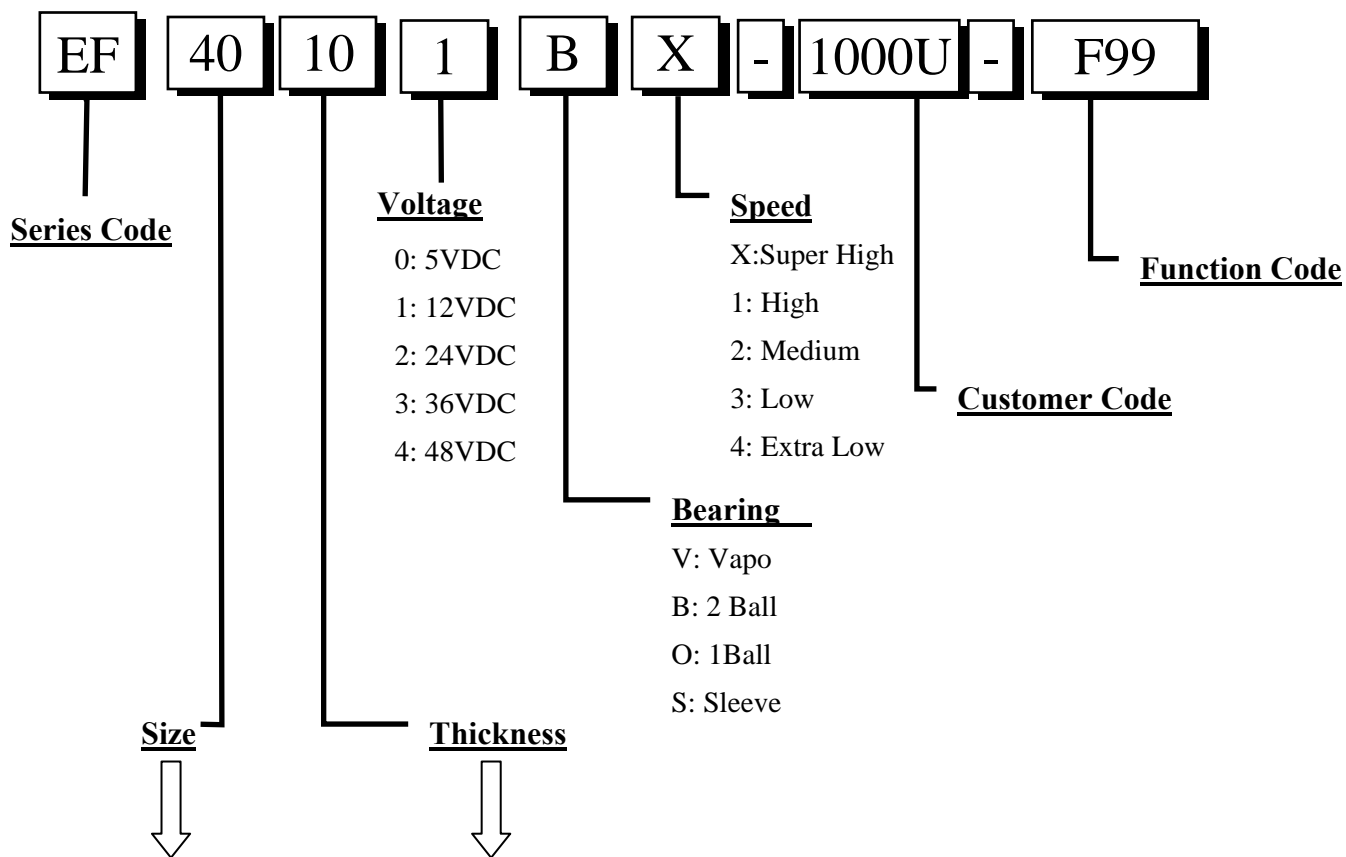 EF 40 10 1 B X - 1000U - F99
Series Code
Voltage
0: 5VDC
1: 12VDC
2: 24VDC
3: 36VDC
4: 48VDC
Speed
X:Super High
1: High
2: Medium
3: Low
4: Extra Low
Function Code
Customer Code
Bearing
V: Vapo
B: 2 Ball
O: 1Ball
S: Sleeve
Size
Thickness